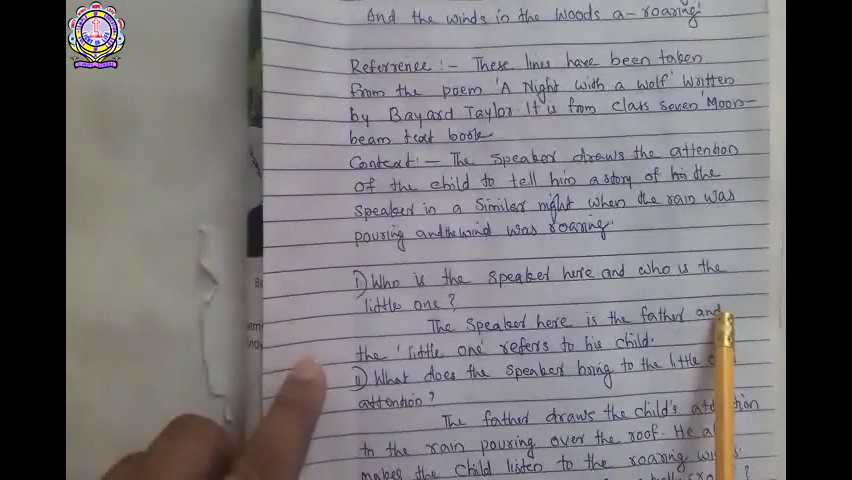 And the winds in the woods a-roaring'
Referrence :- These lines have been taken
from the poem 'A Night with a wolf' written
by Bayard Taylor. It is from class seven 'Moon-
beam text book
Context :- The speaker draws the attention
of the child to tell him a story of his the
speaker in a similar night when the rain was
pouring and the wind was roaring.
i) Who is the speaker here and who is the
little one?
The speaker here is the father and
the 'little one' refers to his child.
ii) What does the speaker bring to the little
attention?
The father draws the child's
to the rain pouring over the roof. He
makes the child listen to the roaring